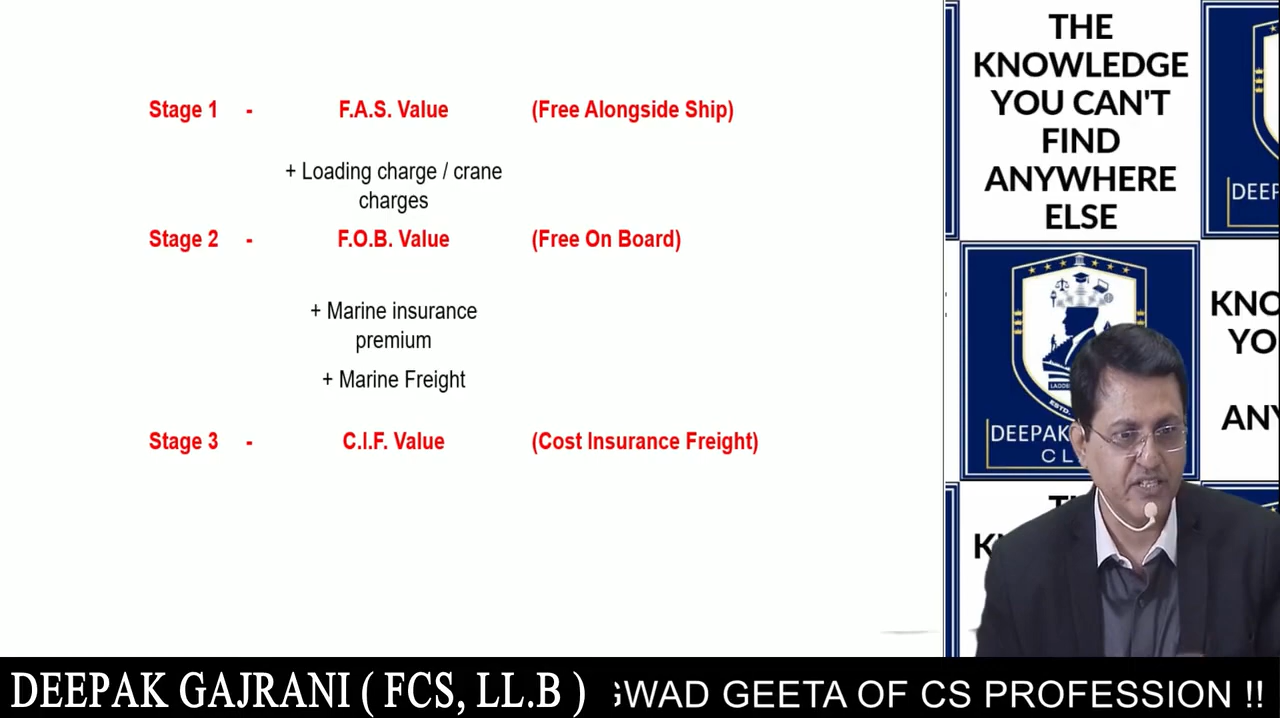 Stage 1 - F.A.S. Value (Free Alongside Ship)
+ Loading charge / crane
charges
Stage 2 - F.O.B. Value (Free On Board)
+ Marine insurance
premium
+ Marine Freight
Stage 3 - C.I.F. Value (Cost Insurance Freight)
THE
KNOWLEDGE
YOU CAN'T
FIND
ANYWHERE
ELSE
DEEPAK
DEEPAK GAJRANI ( FCS, LL.B ) GEETA OF CS PROFESSION !!